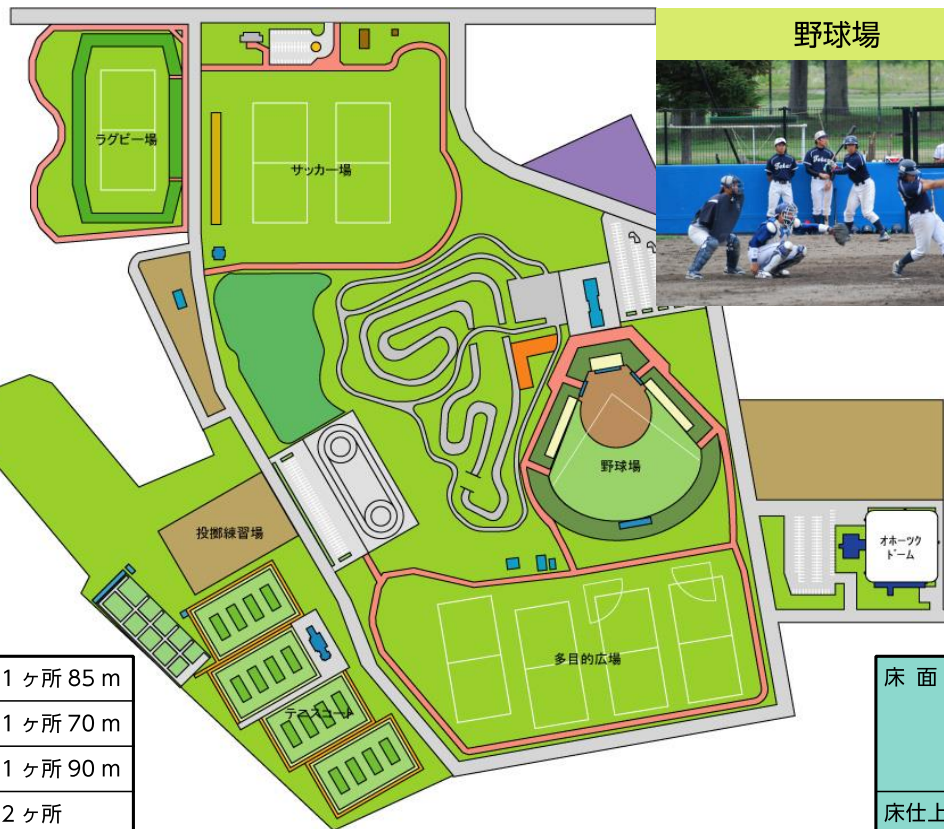 野球場
ラグビー場
サッカー場
野球場
投擲練習場
オホーツク
ドーム
多目的広場
テニスコート
1ヶ所 85 m
1ヶ所 70 m
1ヶ所 90 m
2ヶ所
床 面
床仕上